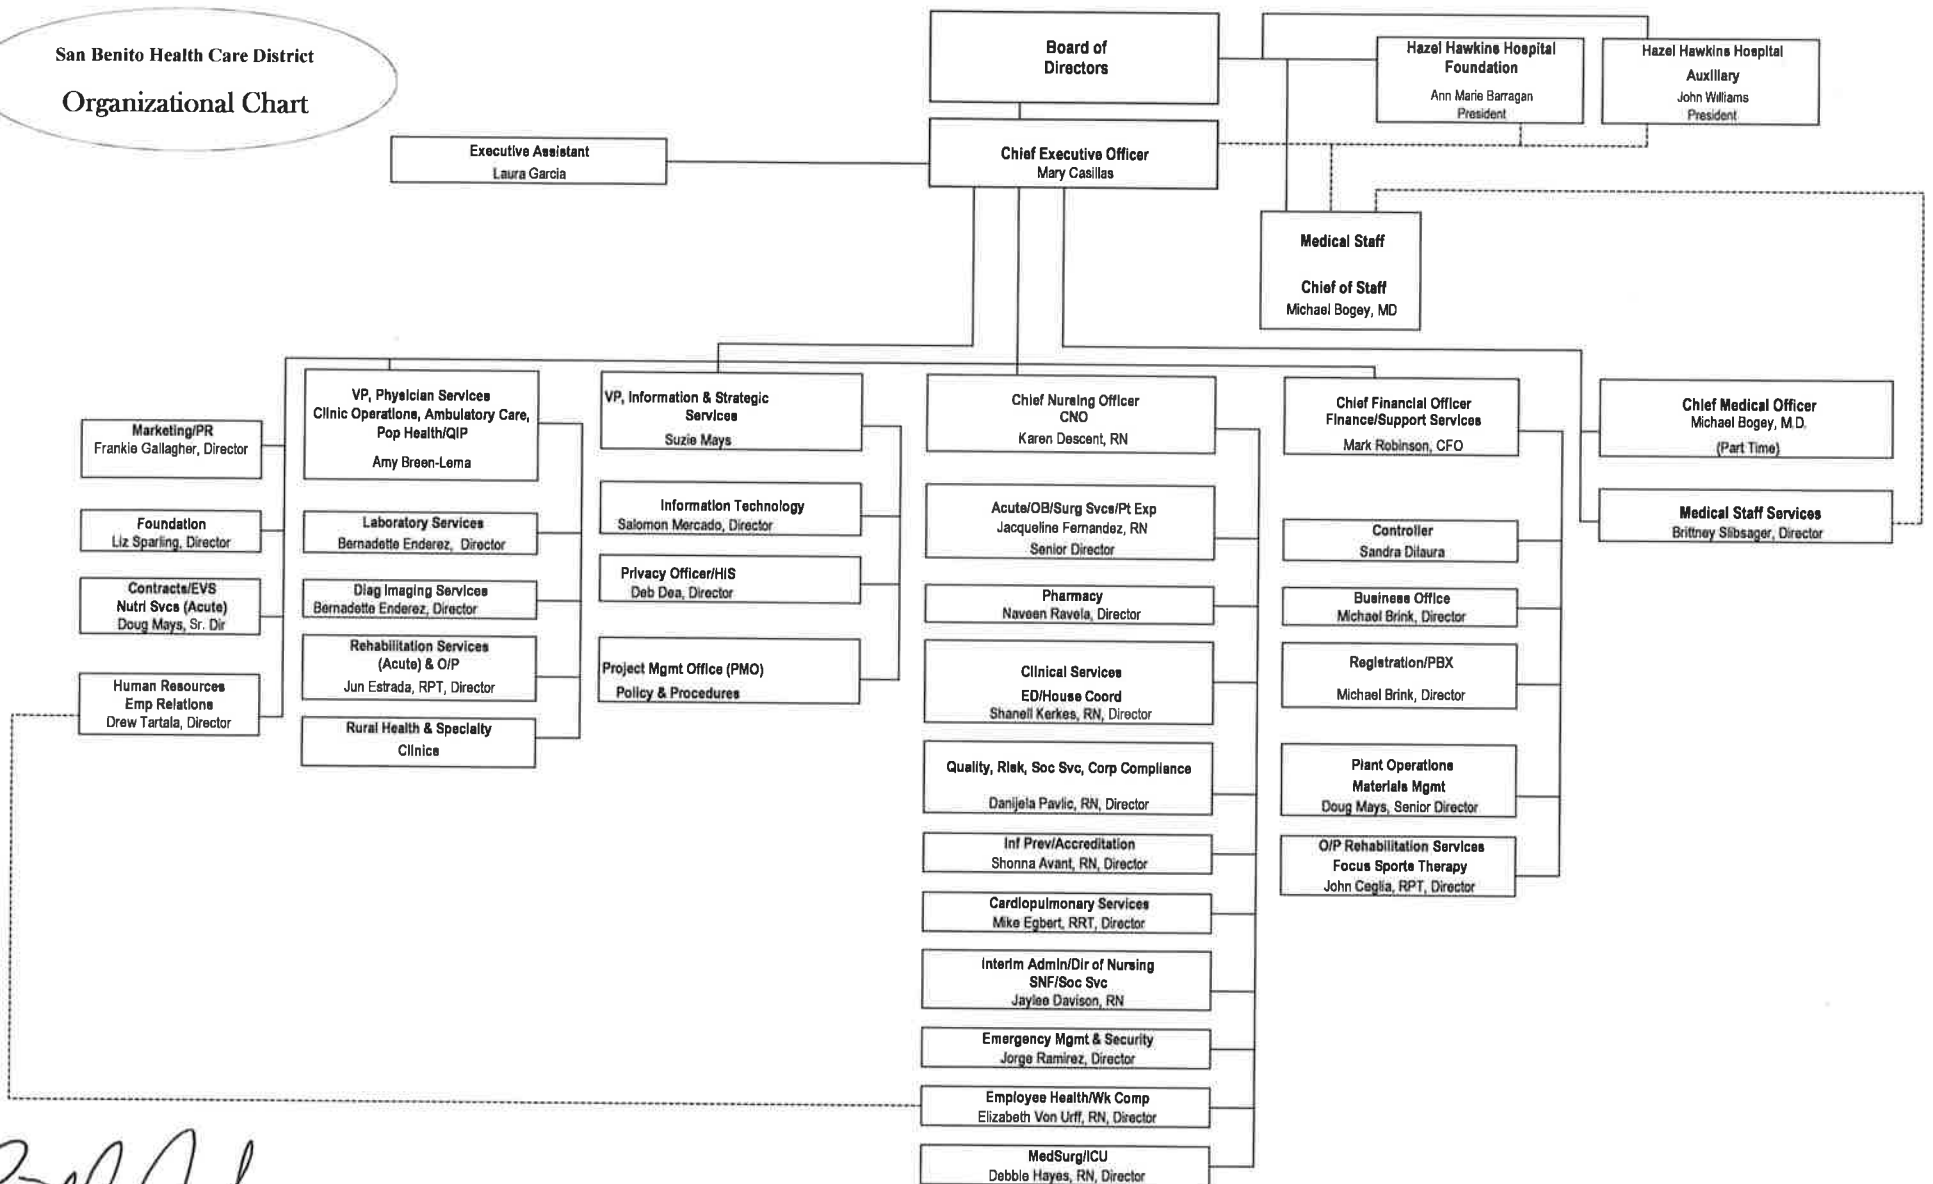 San Benito Health Care District
Organizational Chart
Board of
Directors
Hazel Hawkins Hospital
Foundation
Ann Marie Barragan
President
Hazel Hawkins Hospital
Auxiliary
John Williams
President
Executive Assistant
Laura Garcia
Chief Executive Officer
Mary Casillas
Medical Staff
Chief of Staff
Michael Bogey, MD
Marketing/PR
Frankie Gallagher, Director
Foundation
Liz Sparling, Director
Contracts/EVS
Nutri Svcs (Acute)
Doug Mays, Sr. Dir
Human Resources
Emp Relations
Drew Tartala, Director
VP, Physician Services
Clinic Operations, Ambulatory Care,
Pop Health/QIP
Amy Breen-Lema
Laboratory Services
Bernadette Enderez, Director
Diag Imaging Services
Bernadette Enderez, Director
Rehabilitation Services
(Acute) & O/P
Jun Estrada, RPT, Director
Rural Health & Specialty
Clinics
VP, Information & Strategic
Services
Suzie Mays
Information Technology
Salomon Mercado, Director
Privacy Officer/HIS
Deb Dea, Director
Project Mgmt Office (PMO)
Policy & Procedures
Chief Nursing Officer
CNO
Karen Descent, RN
Acute/OB/Surg Svcs/Pt Exp
Jacqueline Fernandez, RN
Senior Director
Pharmacy
Naveen Ravela, Director
Clinical Services
ED/House Coord
Shanell Kerkes, RN, Director
Quality, Risk, Soc Svc, Corp Compliance
Danijela Pavlic, RN, Director
Inf Prev/Accreditation
Shonna Avant, RN, Director
Cardiopulmonary Services
Mike Egbert, RRT, Director
Interim Admin/Dir of Nursing
SNF/Soc Svc
Jaylee Davison, RN
Emergency Mgmt & Security
Jorge Ramirez, Director
Employee Health/Wk Comp
Elizabeth Von Urff, RN, Director
MedSurg/ICU
Debbie Hayes, RN, Director
Chief Financial Officer
Finance/Support Services
Mark Robinson, CFO
Controller
Sandra Dilaura
Business Office
Michael Brink, Director
Registration/PBX
Michael Brink, Director
Plant Operations
Materials Mgmt
Doug Mays, Senior Director
O/P Rehabilitation Services
Focus Sports Therapy
John Ceglia, RPT, Director
Chief Medical Officer
Michael Bogey, M.D.
(Part Time)
Medical Staff Services
Brittney Slibsager, Director